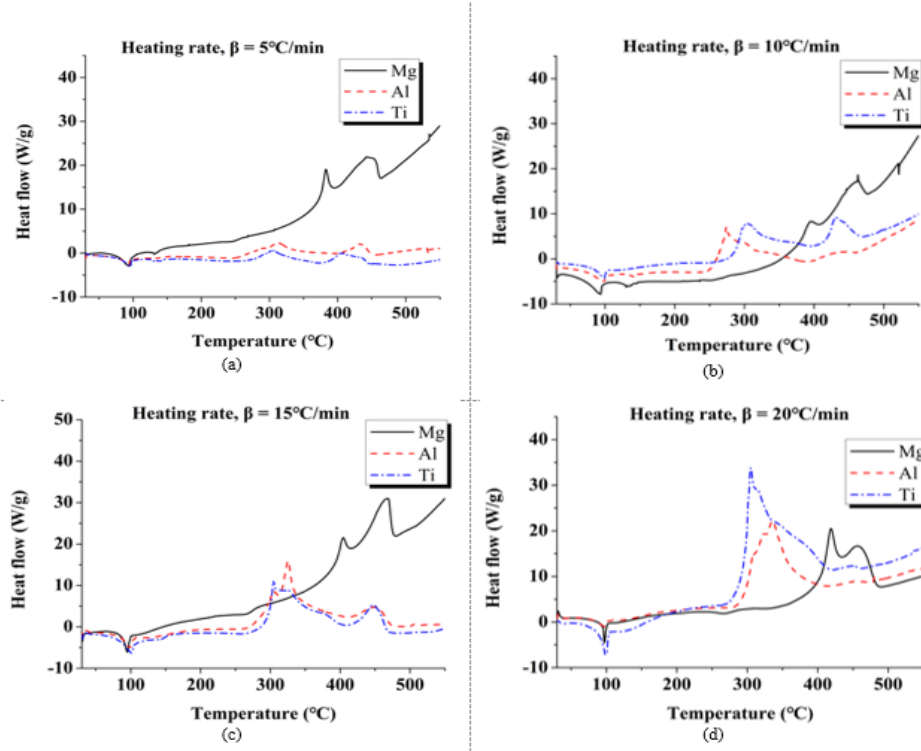 Heating rate, β = 5°C/min
Mg
Al
Ti
Heat flow (W/g)
40
30
20
10
0
-10
100 200 300 400 500
Temperature (°C)
(a)
Heating rate, β = 10°C/min
Mg
Al
Ti
Heat flow (W/g)
40
30
20
10
0
-10
100 200 300 400 500
Temperature (°C)
(b)
Heating rate, β = 15°C/min
Mg
Al
Ti
Heat flow (W/g)
50
40
30
20
10
0
-10
100 200 300 400 500
Temperature (°C)
(c)
Heating rate, β = 20°C/min
Mg
Al
Ti
Heat flow (W/g)
40
30
20
10
0
-10
100 200 300 400 500
Temperature (°C)
(d)